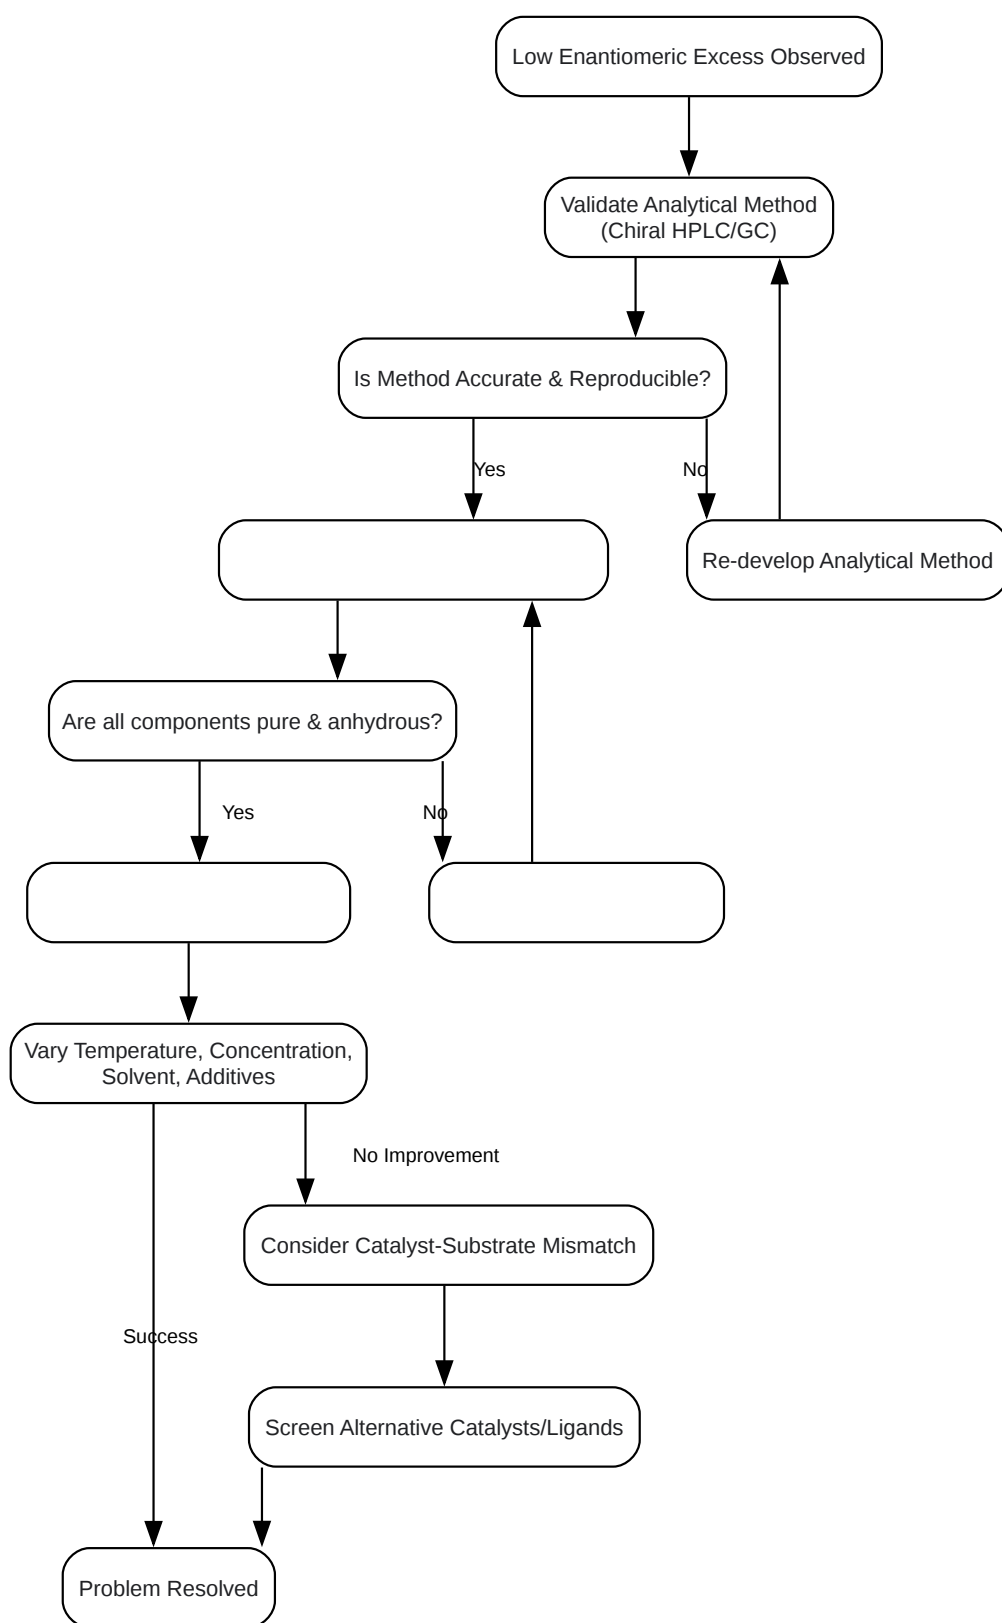 Low Enantiomeric Excess Observed
Validate Analytical Method
(Chiral HPLC/GC)
Is Method Accurate & Reproducible?
Yes
No
Re-develop Analytical Method
Are all components pure & anhydrous?
Yes
No
Vary Temperature, Concentration,
Solvent, Additives
No Improvement
Consider Catalyst-Substrate Mismatch
Success
Screen Alternative Catalysts/Ligands
Problem Resolved